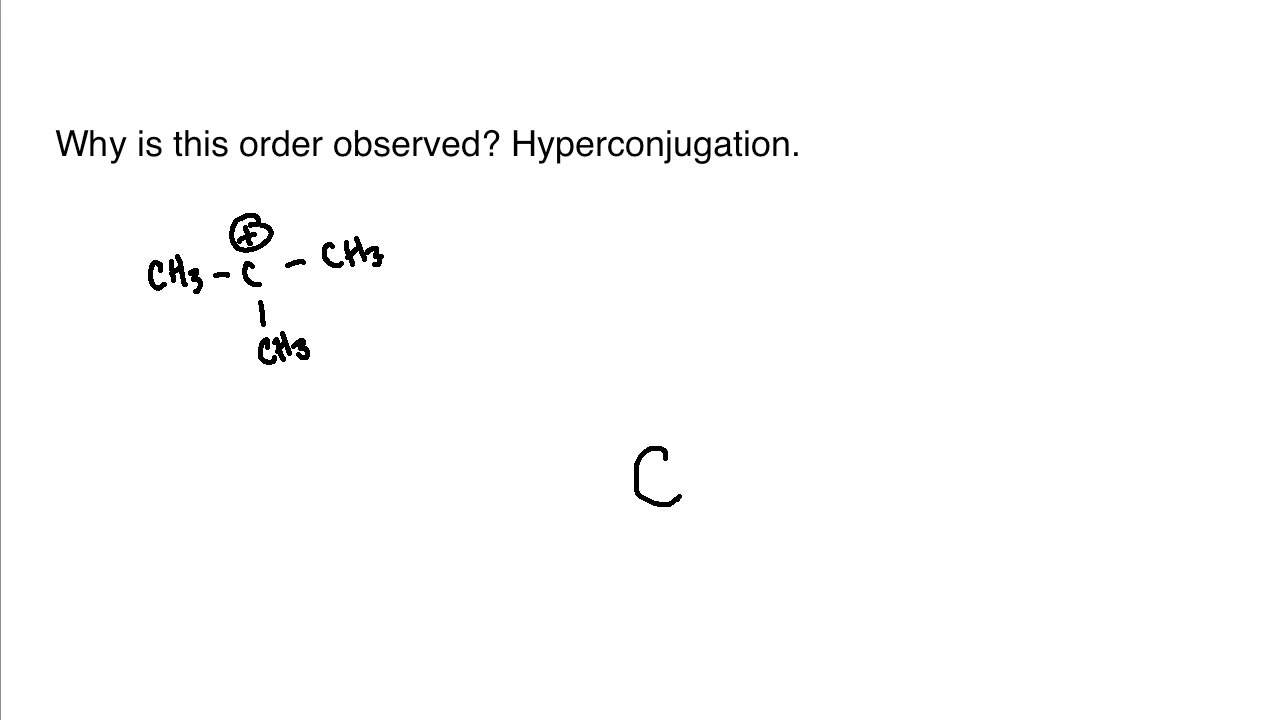 Why is this order observed? Hyperconjugation.
+
CH3 - C - CH3
|
CH3
C